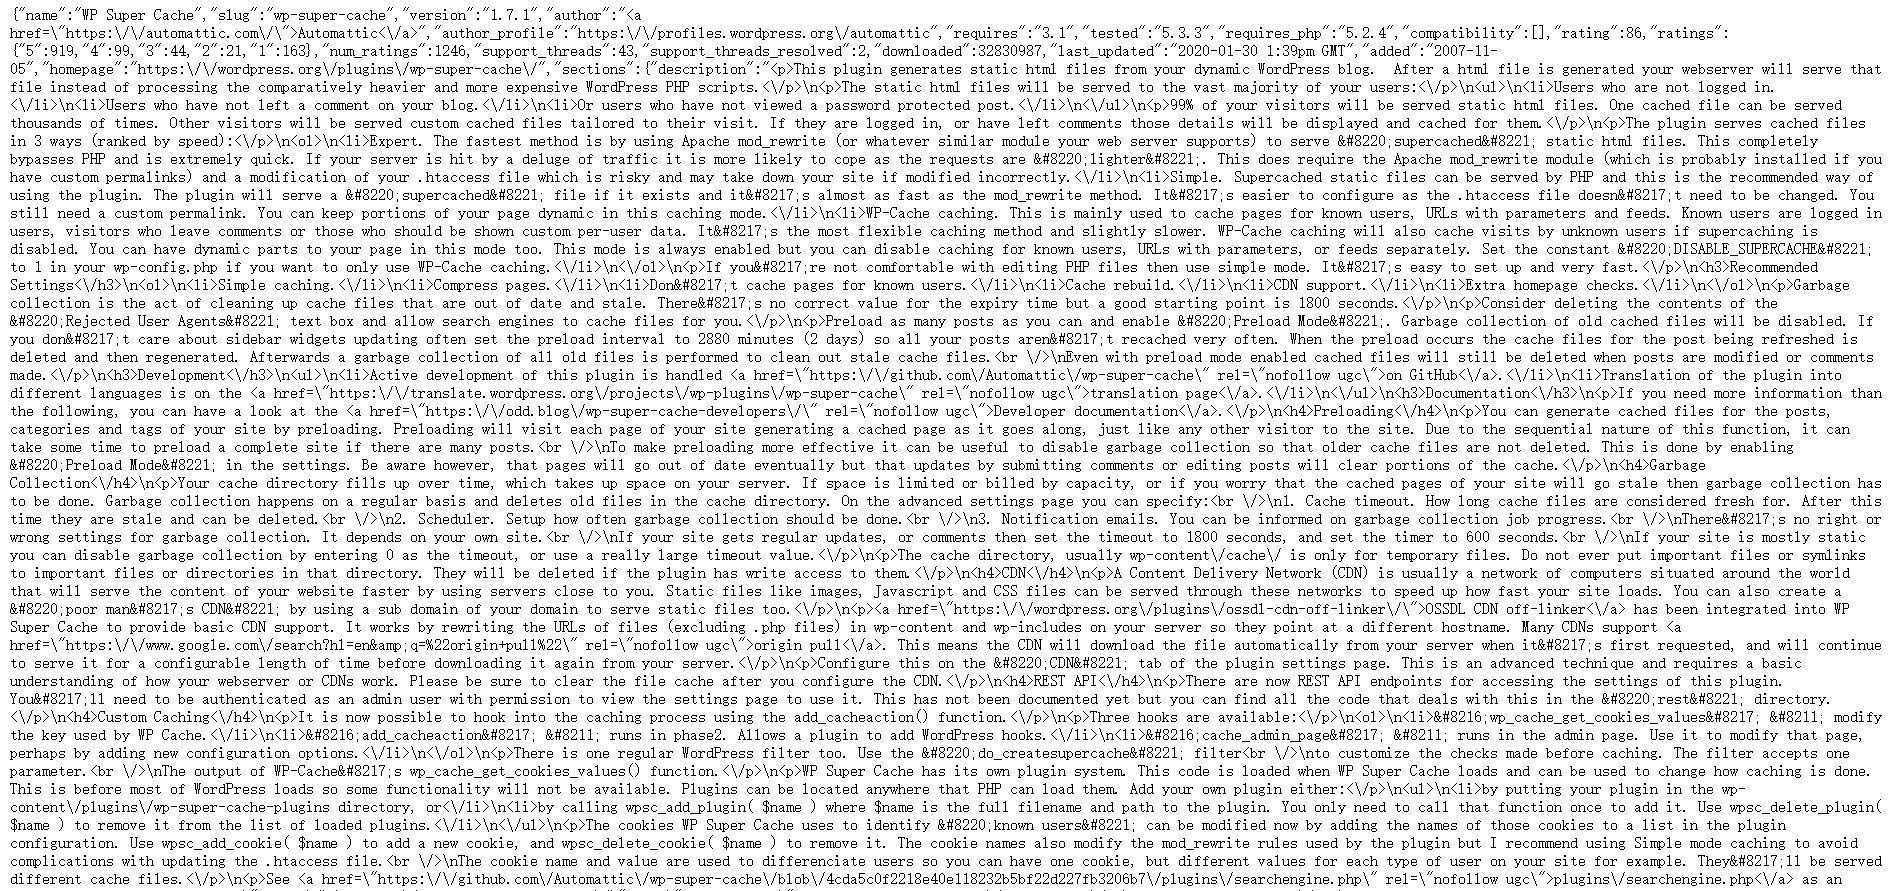 {"name":"WP Super Cache","slug":"wp-super-cache","version":"1.7.1","author":"<a
href=\"https:\/\/automattic.com\/\">Automattic<\/a>","author_profile":"https:\/\/profiles.wordpress.org\/automattic","requires":"3.1","tested":"5.3.3","requires_php":"5.2.4","compatibility":[],"rating":86,"ratings":
{"5":919,"4":99,"3":44,"2":21,"1":163},"num_ratings":1246,"support_threads":43,"support_threads_resolved":2,"downloaded":32830987,"last_updated":"2020-01-30 1:39pm GMT","added":"2007-11-
05","homepage":"https:\/\/wordpress.org\/plugins\/wp-super-cache\/","sections":{"description":"<p>This plugin generates static html files from your dynamic WordPress blog.  After a html file is generated your webserver will serve that
file instead of processing the comparatively heavier and more expensive WordPress PHP scripts.<\/p>\n<p>The static html files will be served to the vast majority of your users:<\/p>\n<ul>\n<li>Users who are not logged in.
<\/li>\n<li>Users who have not left a comment on your blog.<\/li>\n<li>Or users who have not viewed a password protected post.<\/li>\n<\/ul>\n<p>99% of your visitors will be served static html files. One cached file can be served
thousands of times. Other visitors will be served custom cached files tailored to their visit. If they are logged in, or have left comments those details will be displayed and cached for them.<\/p>\n<p>The plugin serves cached files
in 3 ways (ranked by speed):<\/p>\n<ol>\n<li>Expert. The fastest method is by using Apache mod_rewrite (or whatever similar module your web server supports) to serve &#8220;supercached&#8221; static html files. This completely
bypasses PHP and is extremely quick. If your server is hit by a deluge of traffic it is more likely to cope as the requests are &#8220;lighter&#8221;. This does require the Apache mod_rewrite module (which is probably installed if you
have custom permalinks) and a modification of your .htaccess file which is risky and may take down your site if modified incorrectly.<\/li>\n<li>Simple. Supercached static files can be served by PHP and this is the recommended way of
using the plugin. The plugin will serve a &#8220;supercached&#8221; file if it exists and it&#8217;s almost as fast as the mod_rewrite method. It&#8217;s easier to configure as the .htaccess file doesn&#8217;t need to be changed. You
still need a custom permalink. You can keep portions of your page dynamic in this caching mode.<\/li>\n<li>WP-Cache caching. This is mainly used to cache pages for known users, URLs with parameters and feeds. Known users are logged in
users, visitors who leave comments or those who should be shown custom per-user data. It&#8217;s the most flexible caching method and slightly slower. WP-Cache caching will also cache visits by unknown users if supercaching is
disabled. You can have dynamic parts to your page in this mode too. This mode is always enabled but you can disable caching for known users, URLs with parameters, or feeds separately. Set the constant &#8220;DISABLE_SUPERCACHE&#8221;
to 1 in your wp-config.php if you want to only use WP-Cache caching.<\/li>\n<\/ol>\n<p>If you&#8217;re not comfortable with editing PHP files then use simple mode. It&#8217;s easy to set up and very fast.<\/p>\n<h3>Recommended
Settings<\/h3>\n<ol>\n<li>Simple caching.<\/li>\n<li>Compress pages.<\/li>\n<li>Don&#8217;t cache pages for known users.<\/li>\n<li>Cache rebuild.<\/li>\n<li>CDN support.<\/li>\n<li>Extra homepage checks.<\/li>\n<\/ol>\n<p>Garbage
collection is the act of cleaning up cache files that are out of date and stale. There&#8217;s no correct value for the expiry time but a good starting point is 1800 seconds.<\/p>\n<p>Consider deleting the contents of the
&#8220;Rejected User Agents&#8221; text box and allow search engines to cache files for you.<\/p>\n<p>Preload as many posts as you can and enable &#8220;Preload Mode&#8221;. Garbage collection of old cached files will be disabled. If
you don&#8217;t care about sidebar widgets updating often set the preload interval to 2880 minutes (2 days) so all your posts aren&#8217;t recached very often. When the preload occurs the cache files for the post being refreshed is
deleted and then regenerated. Afterwards a garbage collection of all old files is performed to clean out stale cache files.<br \/>\nEven with preload mode enabled cached files will still be deleted when posts are modified or comments
made.<\/p>\n<h3>Development<\/h3>\n<ul>\n<li>Active development of this plugin is handled <a href=\"https:\/\/github.com\/Automattic\/wp-super-cache\" rel=\"nofollow ugc\">on GitHub<\/a>.<\/li>\n<li>Translation of the plugin into
different languages is on the <a href=\"https:\/\/translate.wordpress.org\/projects\/wp-plugins\/wp-super-cache\" rel=\"nofollow ugc\">translation page<\/a>.<\/li>\n<\/ul>\n<h3>Documentation<\/h3>\n<p>If you need more information than
the following, you can have a look at the <a href=\"https:\/\/odd.blog\/wp-super-cache-developers\/\" rel=\"nofollow ugc\">Developer documentation<\/a>.<\/p>\n<h4>Preloading<\/h4>\n<p>You can generate cached files for the posts,
categories and tags of your site by preloading. Preloading will visit each page of your site generating a cached page as it goes along, just like any other visitor to the site. Due to the sequential nature of this function, it can
take some time to preload a complete site if there are many posts.<br \/>\nTo make preloading more effective it can be useful to disable garbage collection so that older cache files are not deleted. This is done by enabling
&#8220;Preload Mode&#8221; in the settings. Be aware however, that pages will go out of date eventually but that updates by submitting comments or editing posts will clear portions of the cache.<\/p>\n<h4>Garbage
Collection<\/h4>\n<p>Your cache directory fills up over time, which takes up space on your server. If space is limited or billed by capacity, or if you worry that the cached pages of your site will go stale then garbage collection has
to be done. Garbage collection happens on a regular basis and deletes old files in the cache directory. On the advanced settings page you can specify:<br \/>\n1. Cache timeout. How long cache files are considered fresh for. After this
time they are stale and can be deleted.<br \/>\n2. Scheduler. Setup how often garbage collection should be done.<br \/>\n3. Notification emails. You can be informed on garbage collection job progress.<br \/>\nThere&#8217;s no right or
wrong settings for garbage collection. It depends on your own site.<br \/>\nIf your site gets regular updates, or comments then set the timeout to 1800 seconds, and set the timer to 600 seconds.<br \/>\nIf your site is mostly static
you can disable garbage collection by entering 0 as the timeout, or use a really large timeout value.<\/p>\n<p>The cache directory, usually wp-content\/cache\/ is only for temporary files. Do not ever put important files or symlinks
to important files or directories in that directory. They will be deleted if the plugin has write access to them.<\/p>\n<h4>CDN<\/h4>\n<p>A Content Delivery Network (CDN) is usually a network of computers situated around the world
that will serve the content of your website faster by using servers close to you. Static files like images, Javascript and CSS files can be served through these networks to speed up how fast your site loads. You can also create a
&#8220;poor man&#8217;s CDN&#8221; by using a sub domain of your domain to serve static files too.<\/p>\n<p><a href=\"https:\/\/wordpress.org\/plugins\/ossdl-cdn-off-linker\/\">OSSDL CDN off-linker<\/a> has been integrated into WP
Super Cache to provide basic CDN support. It works by rewriting the URLs of files (excluding .php files) in wp-content and wp-includes on your server so they point at a different hostname. Many CDNs support <a
href=\"https:\/\/www.google.com\/search?hl=en&amp;q=%22origin+pull%22\" rel=\"nofollow ugc\">origin pull<\/a>. This means the CDN will download the file automatically from your server when it&#8217;s first requested, and will continue
to serve it for a configurable length of time before downloading it again from your server.<\/p>\n<p>Configure this on the &#8220;CDN&#8221; tab of the plugin settings page. This is an advanced technique and requires a basic
understanding of how your webserver or CDNs work. Please be sure to clear the file cache after you configure the CDN.<\/p>\n<h4>REST API<\/h4>\n<p>There are now REST API endpoints for accessing the settings of this plugin.
You&#8217;ll need to be authenticated as an admin user with permission to view the settings page to use it. This has not been documented yet but you can find all the code that deals with this in the &#8220;rest&#8221; directory.
<\/p>\n<h4>Custom Caching<\/h4>\n<p>It is now possible to hook into the caching process using the add_cacheaction() function.<\/p>\n<p>Three hooks are available:<\/p>\n<ol>\n<li>&#8216;wp_cache_get_cookies_values&#8217; &#8211; modify
the key used by WP Cache.<\/li>\n<li>&#8216;add_cacheaction&#8217; &#8211; runs in phase2. Allows a plugin to add WordPress hooks.<\/li>\n<li>&#8216;cache_admin_page&#8217; &#8211; runs in the admin page. Use it to modify that page,
perhaps by adding new configuration options.<\/li>\n<\/ol>\n<p>There is one regular WordPress filter too. Use the &#8220;do_createsupercache&#8221; filter<br \/>\nto customize the checks made before caching. The filter accepts one
parameter.<br \/>\nThe output of WP-Cache&#8217;s wp_cache_get_cookies_values() function.<\/p>\n<p>WP Super Cache has its own plugin system. This code is loaded when WP Super Cache loads and can be used to change how caching is done.
This is before most of WordPress loads so some functionality will not be available. Plugins can be located anywhere that PHP can load them. Add your own plugin either:<\/p>\n<ul>\n<li>by putting your plugin in the wp-
content\/plugins\/wp-super-cache-plugins directory, or<\/li>\n<li>by calling wpsc_add_plugin( $name ) where $name is the full filename and path to the plugin. You only need to call that function once to add it. Use wpsc_delete_plugin(
$name ) to remove it from the list of loaded plugins.<\/li>\n<\/ul>\n<p>The cookies WP Super Cache uses to identify &#8220;known users&#8221; can be modified now by adding the names of those cookies to a list in the plugin
configuration. Use wpsc_add_cookie( $name ) to add a new cookie, and wpsc_delete_cookie( $name ) to remove it. The cookie names also modify the mod_rewrite rules used by the plugin but I recommend using Simple mode caching to avoid
complications with updating the .htaccess file.<br \/>\nThe cookie name and value are used to differenciate users so you can have one cookie, but different values for each type of user on your site for example. They&#8217;ll be served
different cache files.<\/p>\n<p>See <a href=\"https:\/\/github.com\/Automattic\/wp-super-cache\/blob\/4cda5c0f2218e40e118232b5bf22d227fb3206b7\/plugins\/searchengine.php\" rel=\"nofollow ugc\">plugins\/searchengine.php<\/a> as an